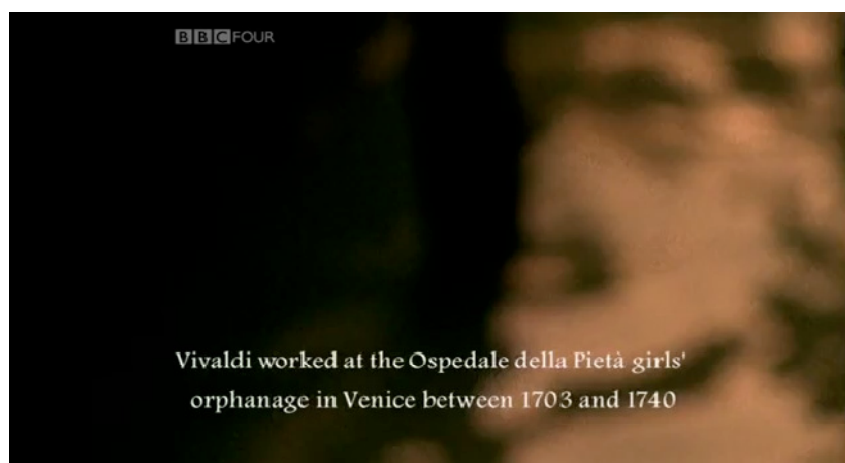 BBC FOUR
Vivaldi worked at the Ospedale della Pietà girls'
orphanage in Venice between 1703 and 1740